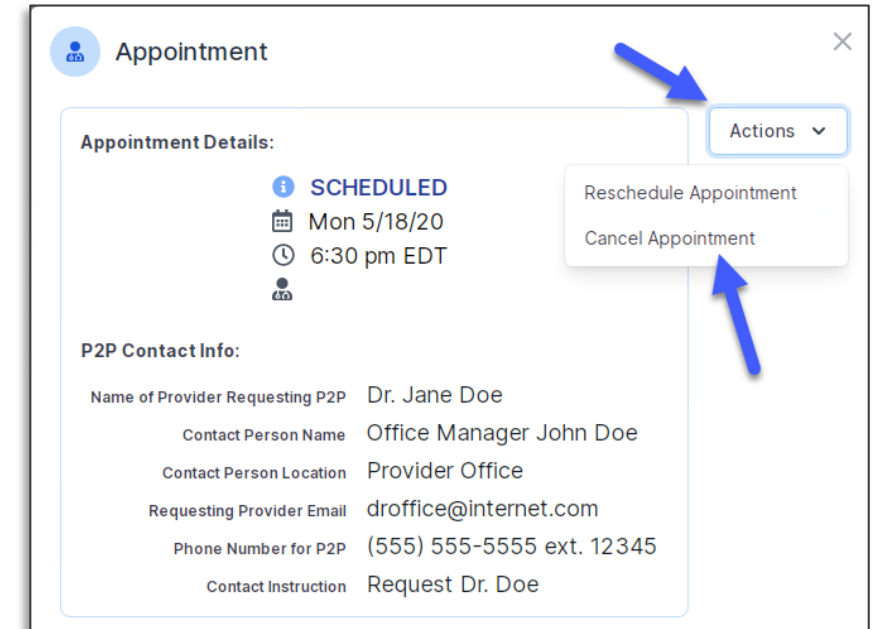 Appointment
Actions
Reschedule Appointment
Cancel Appointment
Appointment Details:
SCHEDULED
Mon 5/18/20
6:30 pm EDT
P2P Contact Info:
Name of Provider Requesting P2P Dr. Jane Doe
Contact Person Name Office Manager John Doe
Contact Person Location Provider Office
Requesting Provider Email droffice@internet.com
Phone Number for P2P (555) 555-5555 ext. 12345
Contact Instruction Request Dr. Doe